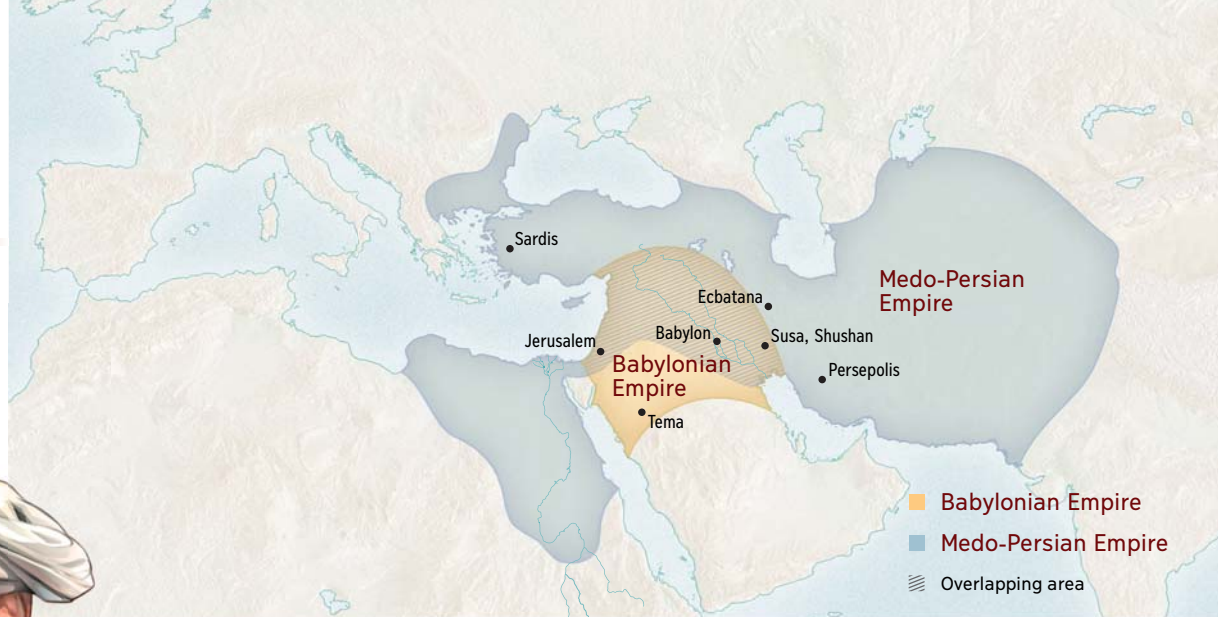 Sardis
Medo-Persian
Empire
Ecbatana
Babylon
Susa, Shushan
Jerusalem
Babylonian
Empire
Persepolis
Tema
Babylonian Empire
Medo-Persian Empire
Overlapping area